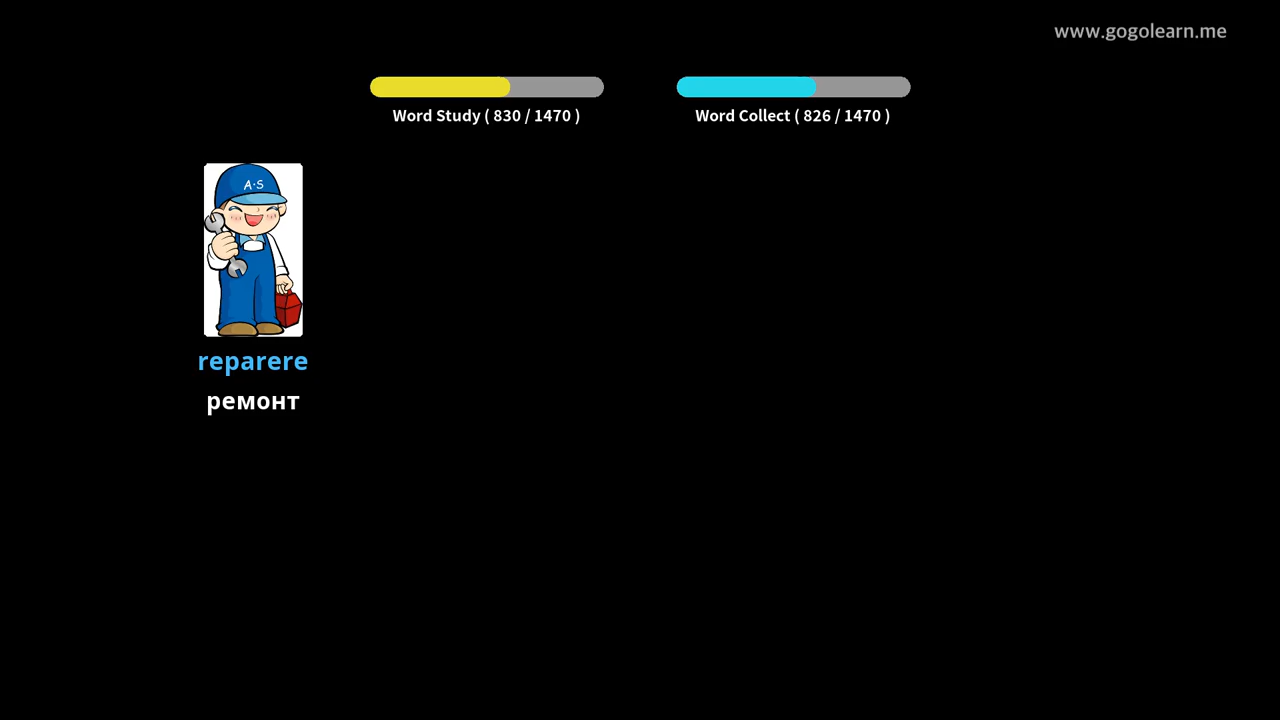 www.gogolearn.me
Word Study ( 830 / 1470 )
Word Collect ( 826 / 1470 )
A·S
reparere
ремонт